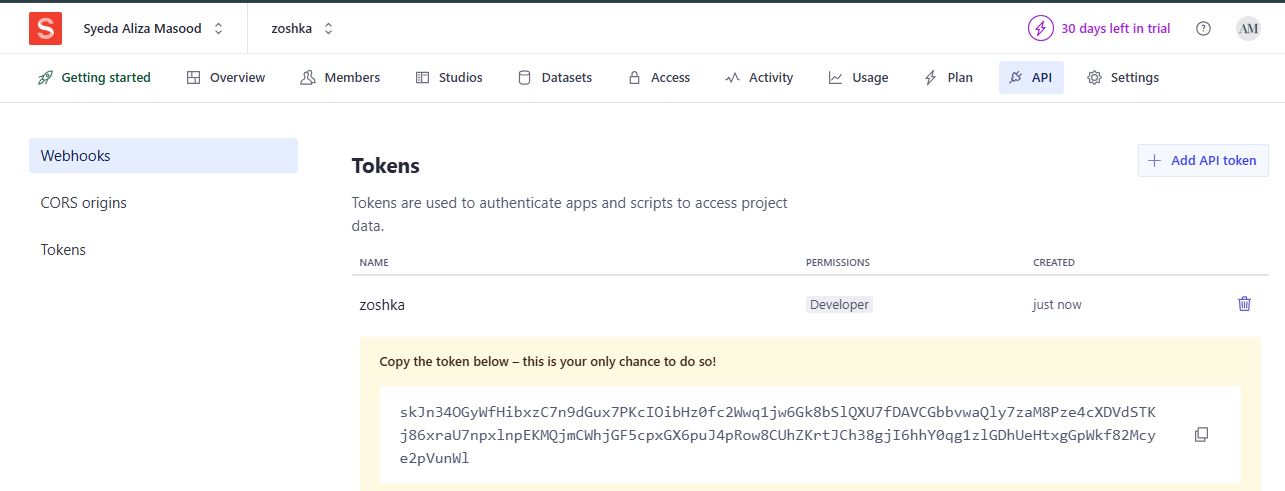 S Syeda Aliza Masood zoshka 30 days left in trial ? AM
Getting started Overview Members Studios Datasets Access Activity Usage Plan API Settings
Webhooks
CORS origins
Tokens
Tokens
+ Add API token
Tokens are used to authenticate apps and scripts to access project
data.
NAME PERMISSIONS CREATED
zoshka Developer just now
Copy the token below – this is your only chance to do so!
skJn34OGyWfHibxzC7n9dGux7PKcIOibHz0fc2Wwq1jw6Gk8bSlQXU7fDAVCGbbvwaQly7zaM8Pze4cXDVdSTK
j86xraU7npxlnpEKMQjmCWhjGF5cpxGX6puJ4pRow8CUhZKrtJCh38gjI6hhY0qg1zlGDhUeHtxgGpWkf82Mcy
e2pVunWl